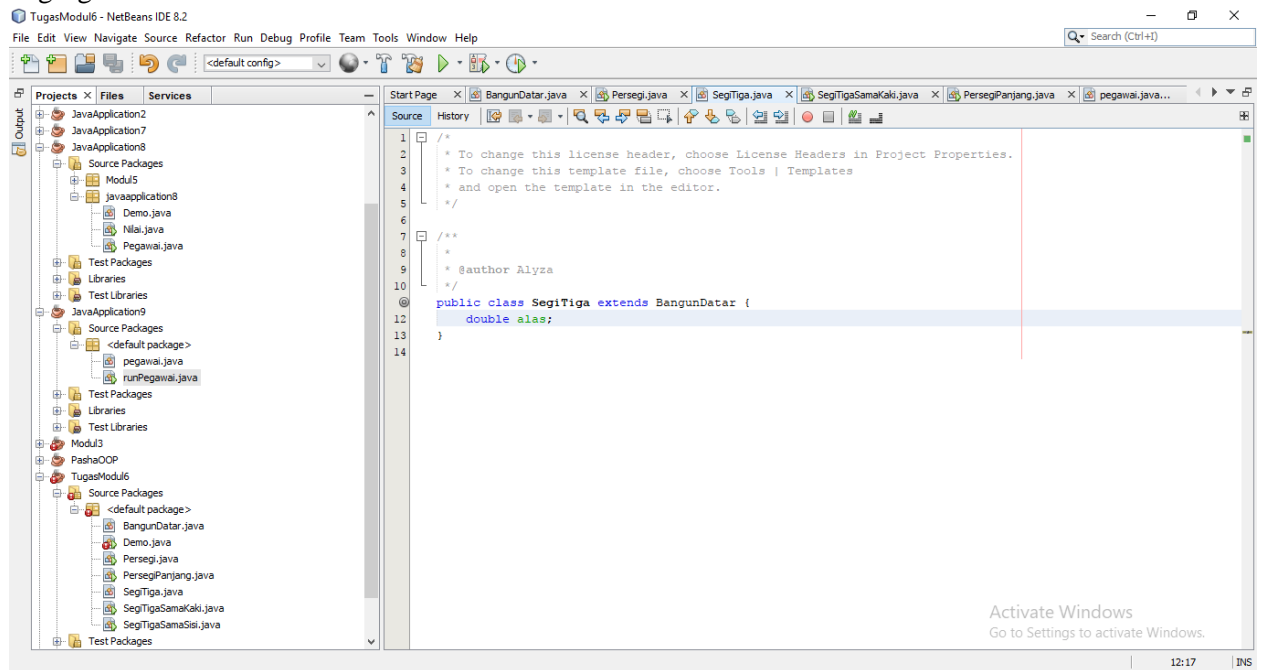 TugasModul6 - NetBeans IDE 8.2
File Edit View Navigate Source Refactor Run Debug Profile Team Tools Window Help
Search (Ctrl+I)
<default config>
Output
Projects Files Services
JavaApplication2
JavaApplication7
JavaApplication8
Source Packages
Modul5
javaapplication8
Demo.java
Nilai.java
Pegawai.java
Test Packages
Libraries
Test Libraries
JavaApplication9
Source Packages
<default package>
pegawai.java
runPegawai.java
Test Packages
Libraries
Test Libraries
Modul3
PashaOOP
TugasModul6
Source Packages
<default package>
BangunDatar.java
Demo.java
Persegi.java
PersegiPanjang.java
SegiTiga.java
SegiTigaSamaKaki.java
SegiTigaSamaSisi.java
Test Packages
Start Page BangunDatar.java Persegi.java SegiTiga.java SegiTigaSamaKaki.java PersegiPanjang.java pegawai.java...
Source History
1 /*
2 * To change this license header, choose License Headers in Project Properties.
3 * To change this template file, choose Tools | Templates
4 * and open the template in the editor.
5 */
6
7 /**
8 *
9 * @author Alyza
10 */
public class SegiTiga extends BangunDatar {
12 double alas;
13 }
14
Activate Windows
Go to Settings to activate Windows.
12:17 INS